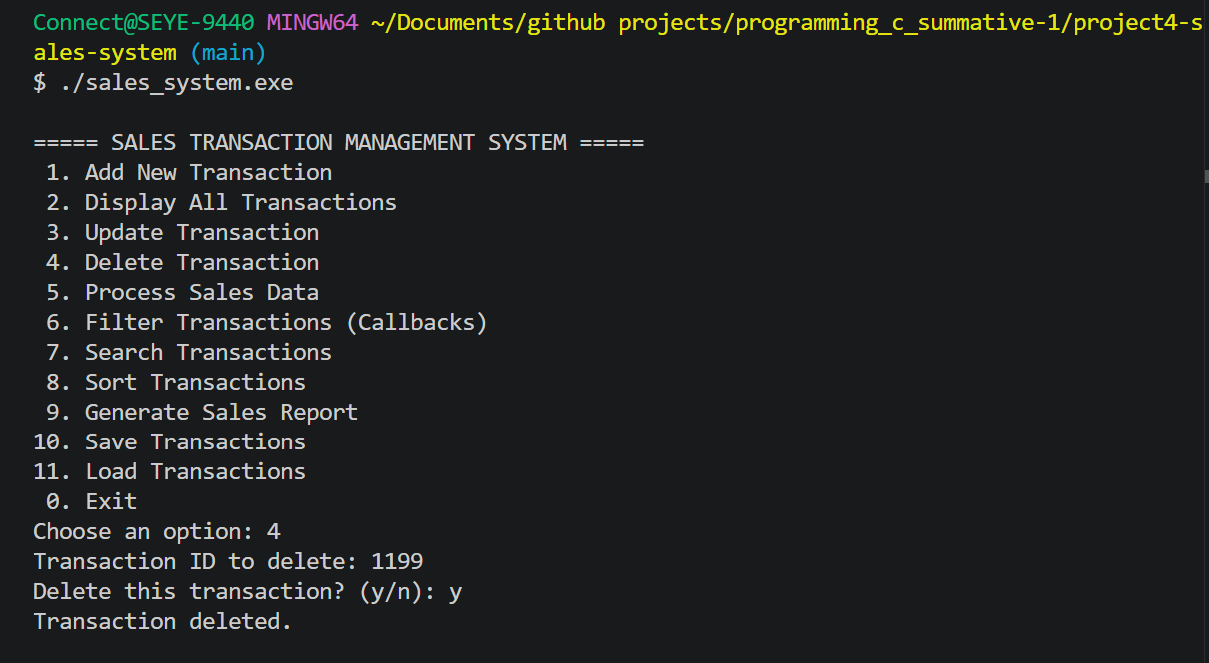 Connect@SEYE-9440 MINGW64 ~/Documents/github projects/programming_c_summative-1/project4-s
ales-system (main)
$ ./sales_system.exe
===== SALES TRANSACTION MANAGEMENT SYSTEM =====
 1. Add New Transaction
 2. Display All Transactions
 3. Update Transaction
 4. Delete Transaction
 5. Process Sales Data
 6. Filter Transactions (Callbacks)
 7. Search Transactions
 8. Sort Transactions
 9. Generate Sales Report
10. Save Transactions
11. Load Transactions
 0. Exit
Choose an option: 4
Transaction ID to delete: 1199
Delete this transaction? (y/n): y
Transaction deleted.